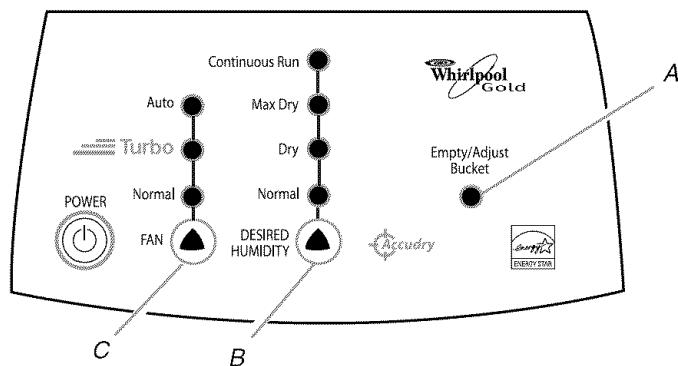 Continuous Run
Whirlpool
Gold
A
Auto
Max Dry
Turbo
Dry
Empty/Adjust
Bucket
Normal
Normal
POWER
FAN
DESIRED
HUMIDITY
Accudry
energy
ENERGY STAR
C
B